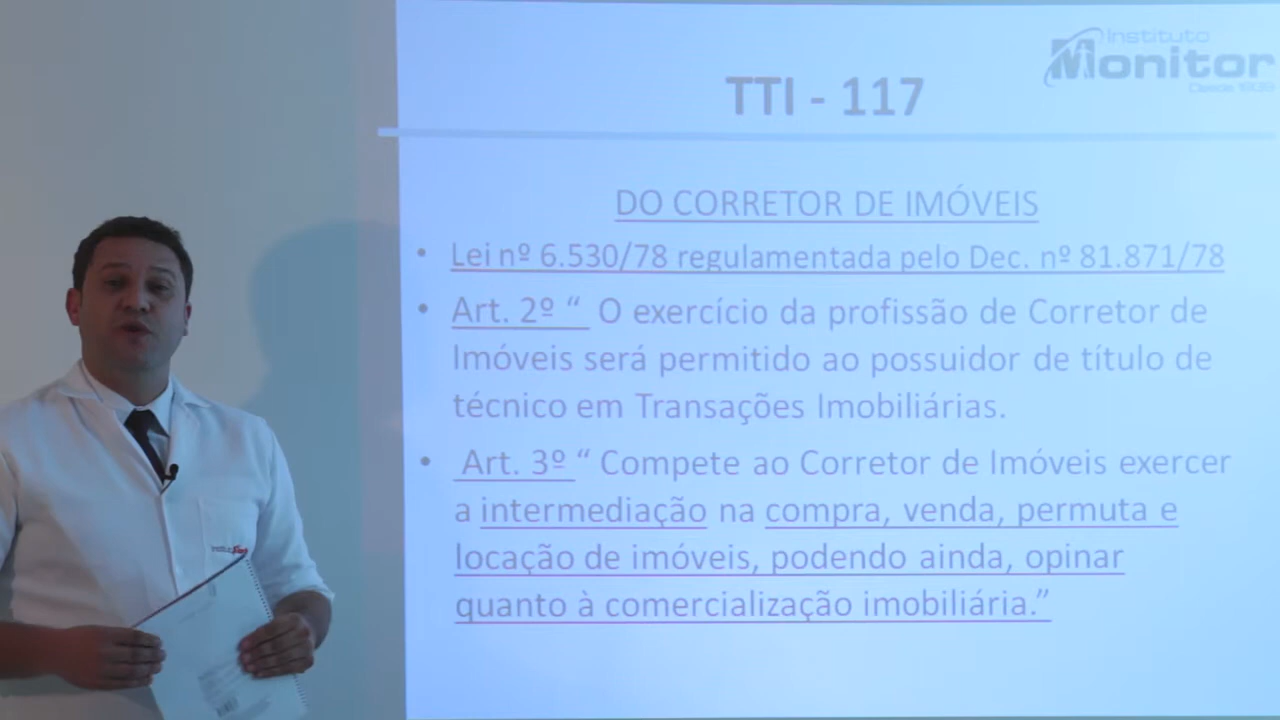 Instituto
Monitor
Desde 1939
TTI - 117
DO CORRETOR DE IMÓVEIS
• Lei nº 6.530/78 regulamentada pelo Dec. nº 81.871/78
• Art. 2º “ O exercício da profissão de Corretor de
Imóveis será permitido ao possuidor de título de
técnico em Transações Imobiliárias.
• Art. 3º “ Compete ao Corretor de Imóveis exercer
a intermediação na compra, venda, permuta e
locação de imóveis, podendo ainda, opinar
quanto à comercialização imobiliária.”